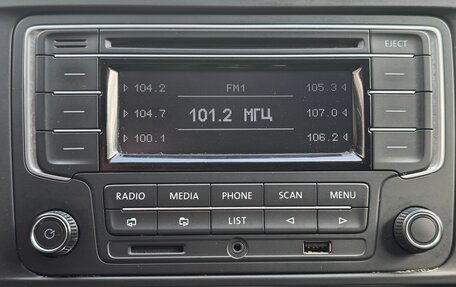 EJECT
104.2 FM1 105.3
104.7 101.2 МГЦ 107.0
100.1 106.2
RADIO MEDIA PHONE SCAN MENU
LIST